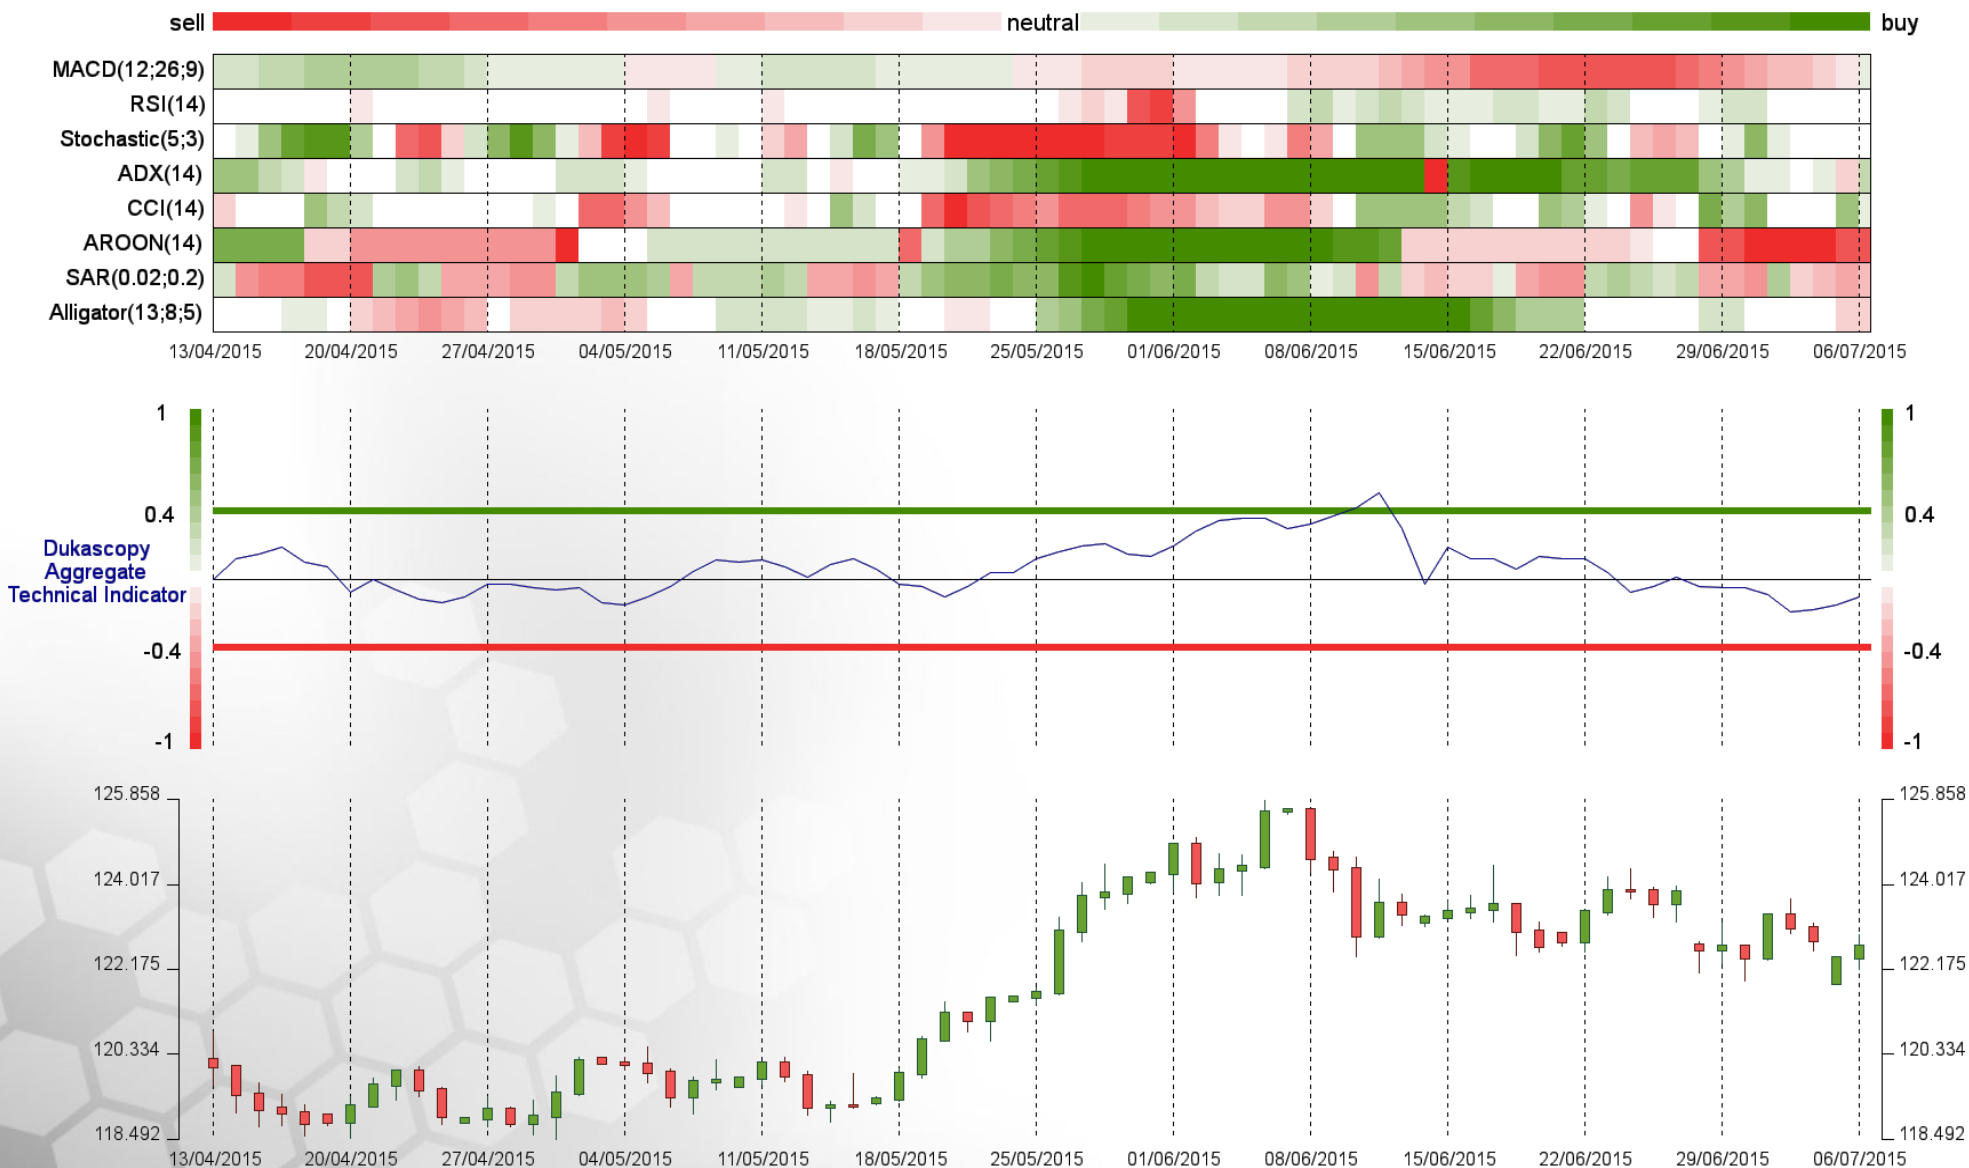 sell neutral buy
MACD(12;26;9)
RSI(14)
Stochastic(5;3)
ADX(14)
CCI(14)
AROON(14)
SAR(0.02;0.2)
Alligator(13;8;5)
13/04/2015 20/04/2015 27/04/2015 04/05/2015 11/05/2015 18/05/2015 25/05/2015 01/06/2015 08/06/2015 15/06/2015 22/06/2015 29/06/2015 06/07/2015
1 1
0.4 0.4
Dukascopy
Aggregate
Technical Indicator
-0.4 -0.4
-1 -1
125.858 125.858
124.017 124.017
122.175 122.175
120.334 120.334
118.492 118.492
13/04/2015 20/04/2015 27/04/2015 04/05/2015 11/05/2015 18/05/2015 25/05/2015 01/06/2015 08/06/2015 15/06/2015 22/06/2015 29/06/2015 06/07/2015